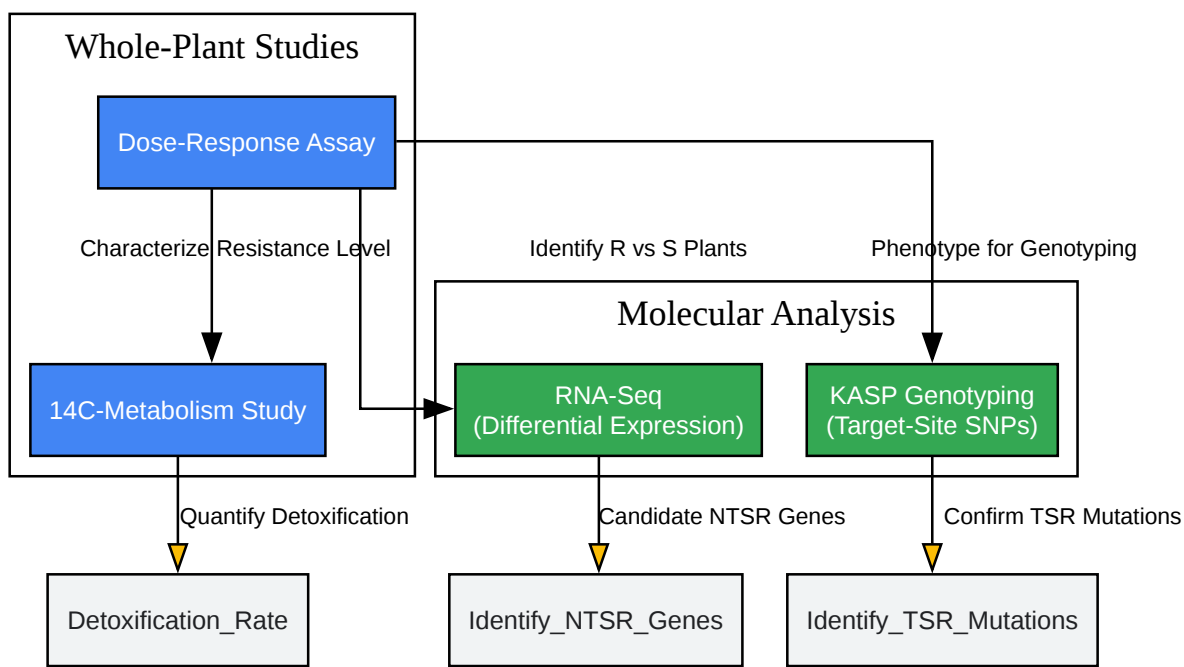 Whole-Plant Studies
Dose-Response Assay
Characterize Resistance Level
Identify R vs S Plants
Phenotype for Genotyping
Molecular Analysis
14C-Metabolism Study
RNA-Seq
(Differential Expression)
KASP Genotyping
(Target-Site SNPs)
Quantify Detoxification
Candidate NTSR Genes
Confirm TSR Mutations
Detoxification_Rate
Identify_NTSR_Genes
Identify_TSR_Mutations